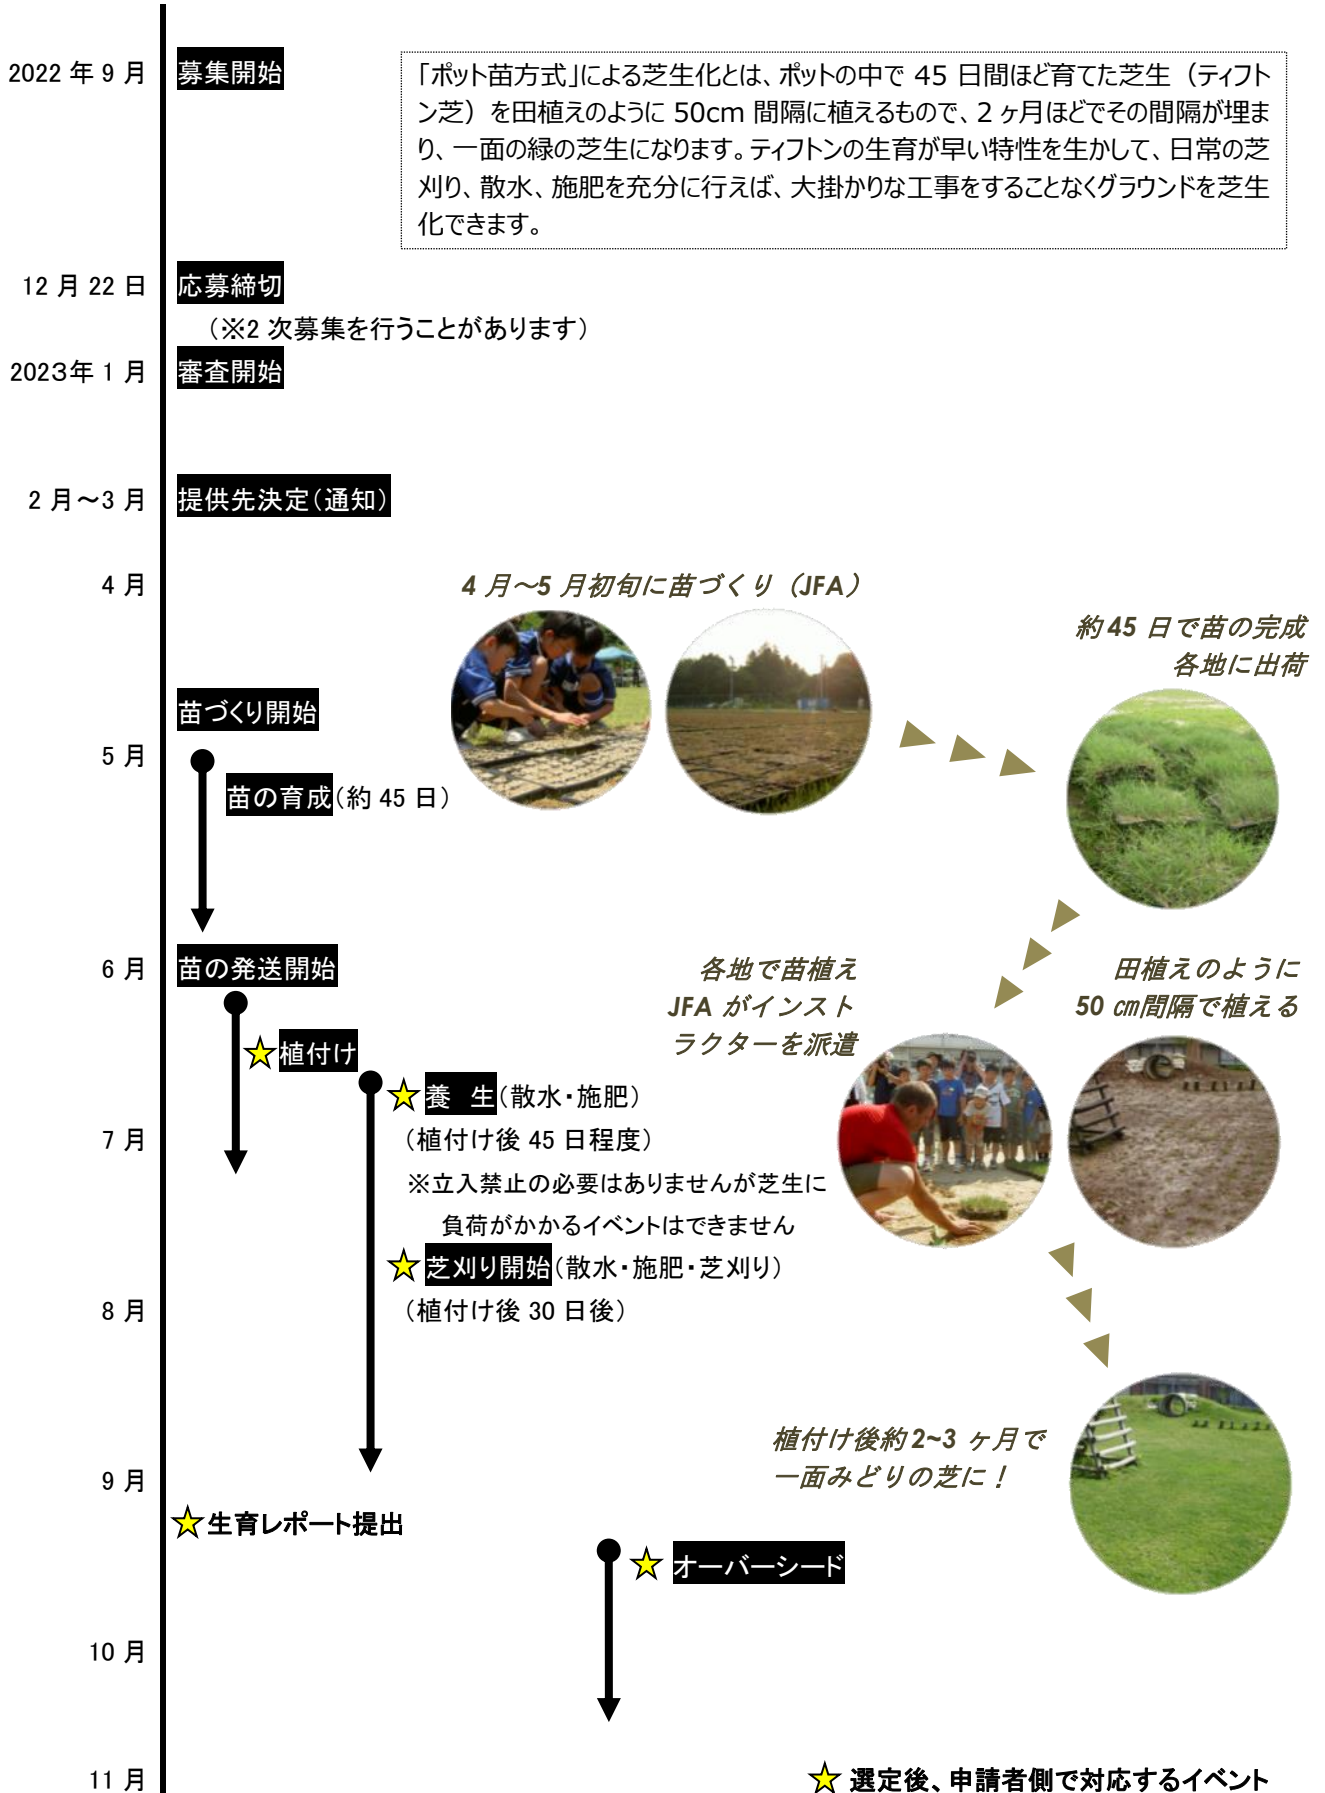 2022 年 9 月 募集開始
「ポット苗方式」による芝生化とは、ポットの中で 45 日間ほど育てた芝生（ティフト
ン芝）を田植えのように 50cm 間隔に植えるもので、2 ヶ月ほどでその間隔が埋ま
り、一面の緑の芝生になります。ティフトンの生育が早い特性を生かして、日常の芝
刈り、散水、施肥を充分に行えば、大掛かりな工事をすることなくグラウンドを芝生
化できます。
12 月 22 日 応募締切
（※2 次募集を行うことがあります）
2023年 1 月 審査開始
2 月～3 月 提供先決定（通知）
4 月
4 月～5 月初旬に苗づくり（JFA）
約 45 日で苗の完成
各地に出荷
苗づくり開始
5 月
苗の育成（約 45 日）
6 月 苗の発送開始
各地で苗植え
JFA がインスト
ラクターを派遣
田植えのように
50 ㎝間隔で植える
☆植付け
☆養　生（散水・施肥）
7 月
（植付け後 45 日程度）
※立入禁止の必要はありませんが芝生に
負荷がかかるイベントはできません
☆芝刈り開始（散水・施肥・芝刈り）
8 月
（植付け後 30 日後）
植付け後約 2~3 ヶ月で
一面みどりの芝に！
9 月
☆生育レポート提出
☆オーバーシード
10 月
11 月
☆選定後、申請者側で対応するイベント